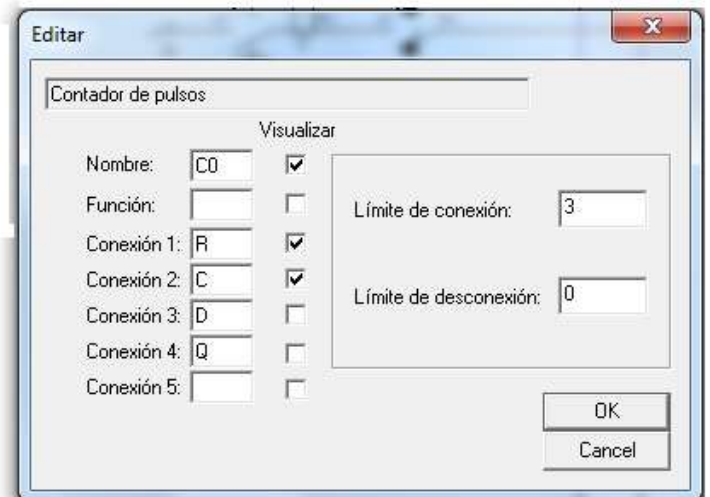 Editar
Contador de pulsos
Visualizar
Nombre: C0
Función:
Conexión 1: R
Conexión 2: C
Conexión 3: D
Conexión 4: Q
Conexión 5:
Límite de conexión: 3
Límite de desconexión: 0
OK
Cancel